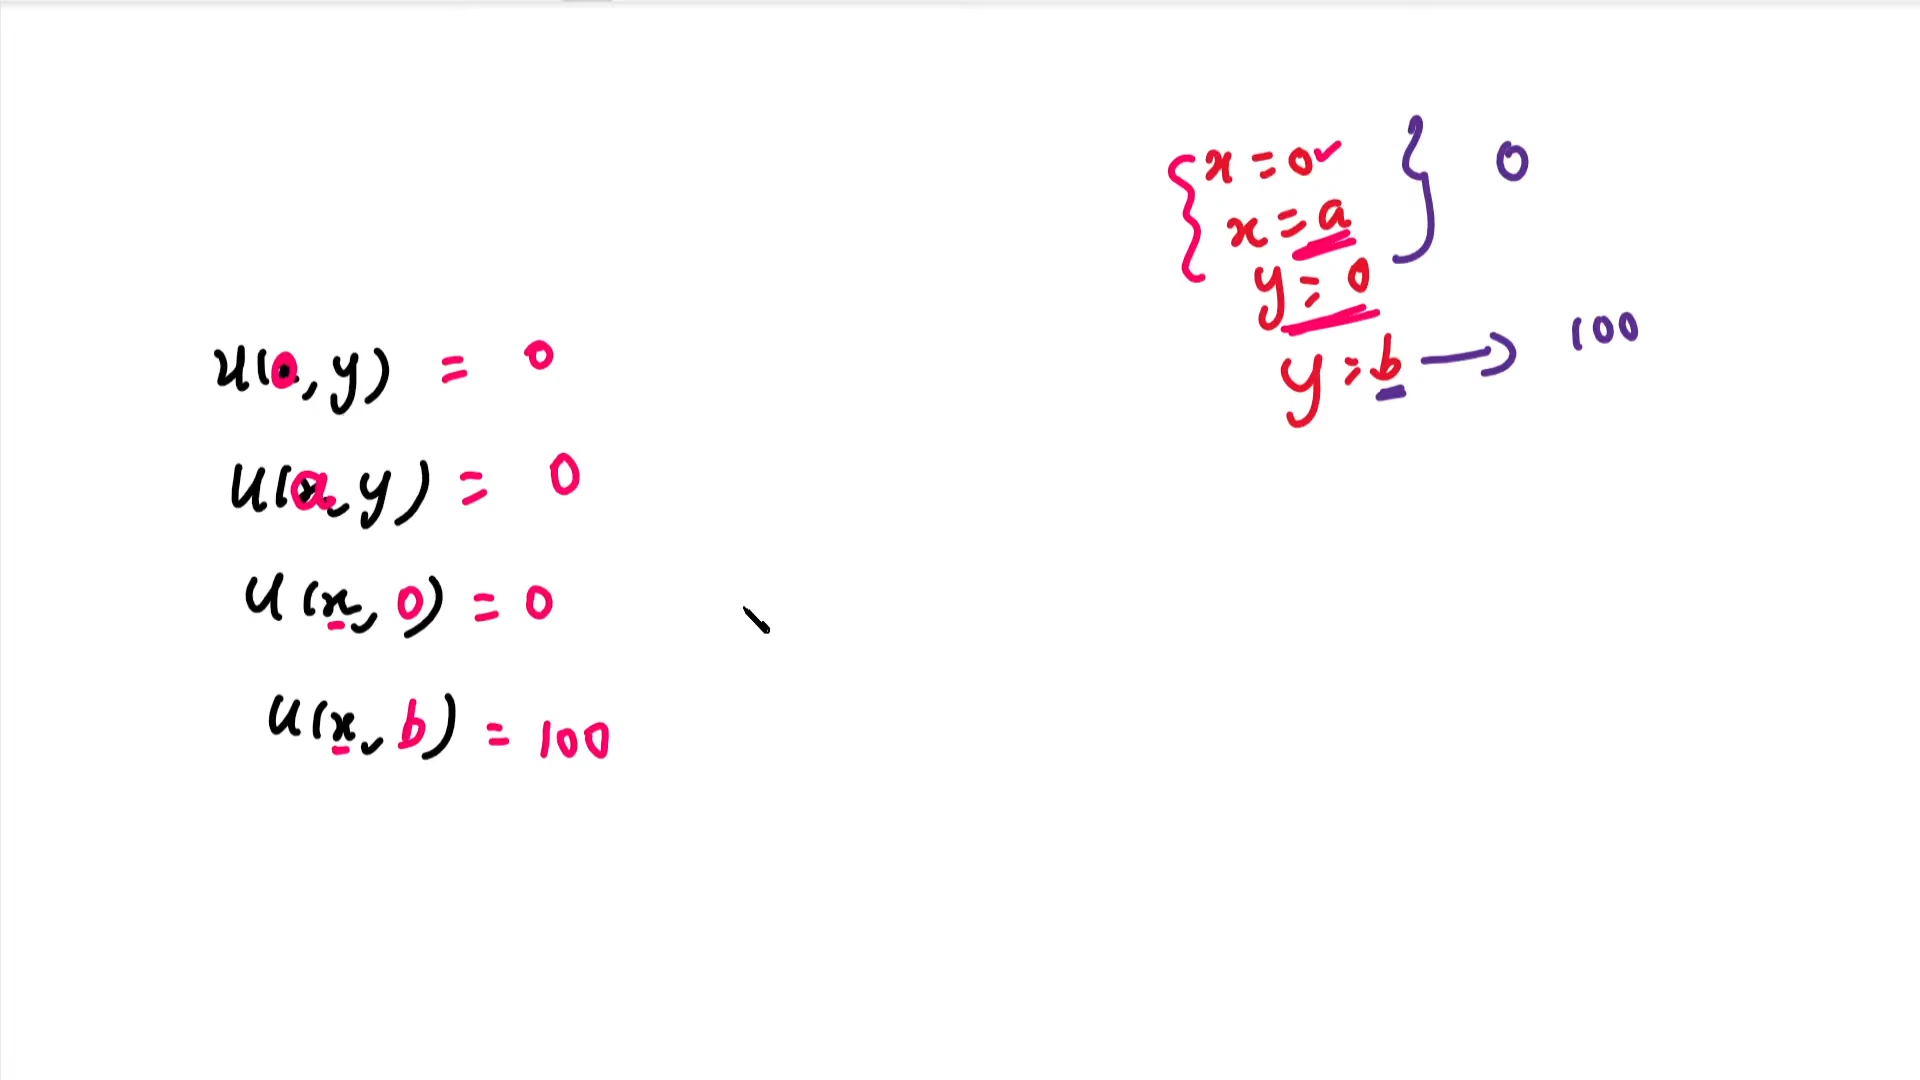 u(0, y) = 0
u(a, y) = 0
u(x, 0) = 0
u(x, b) = 100
{ x = 0 ✓ } 0
x = a
y = 0
y = b → 100